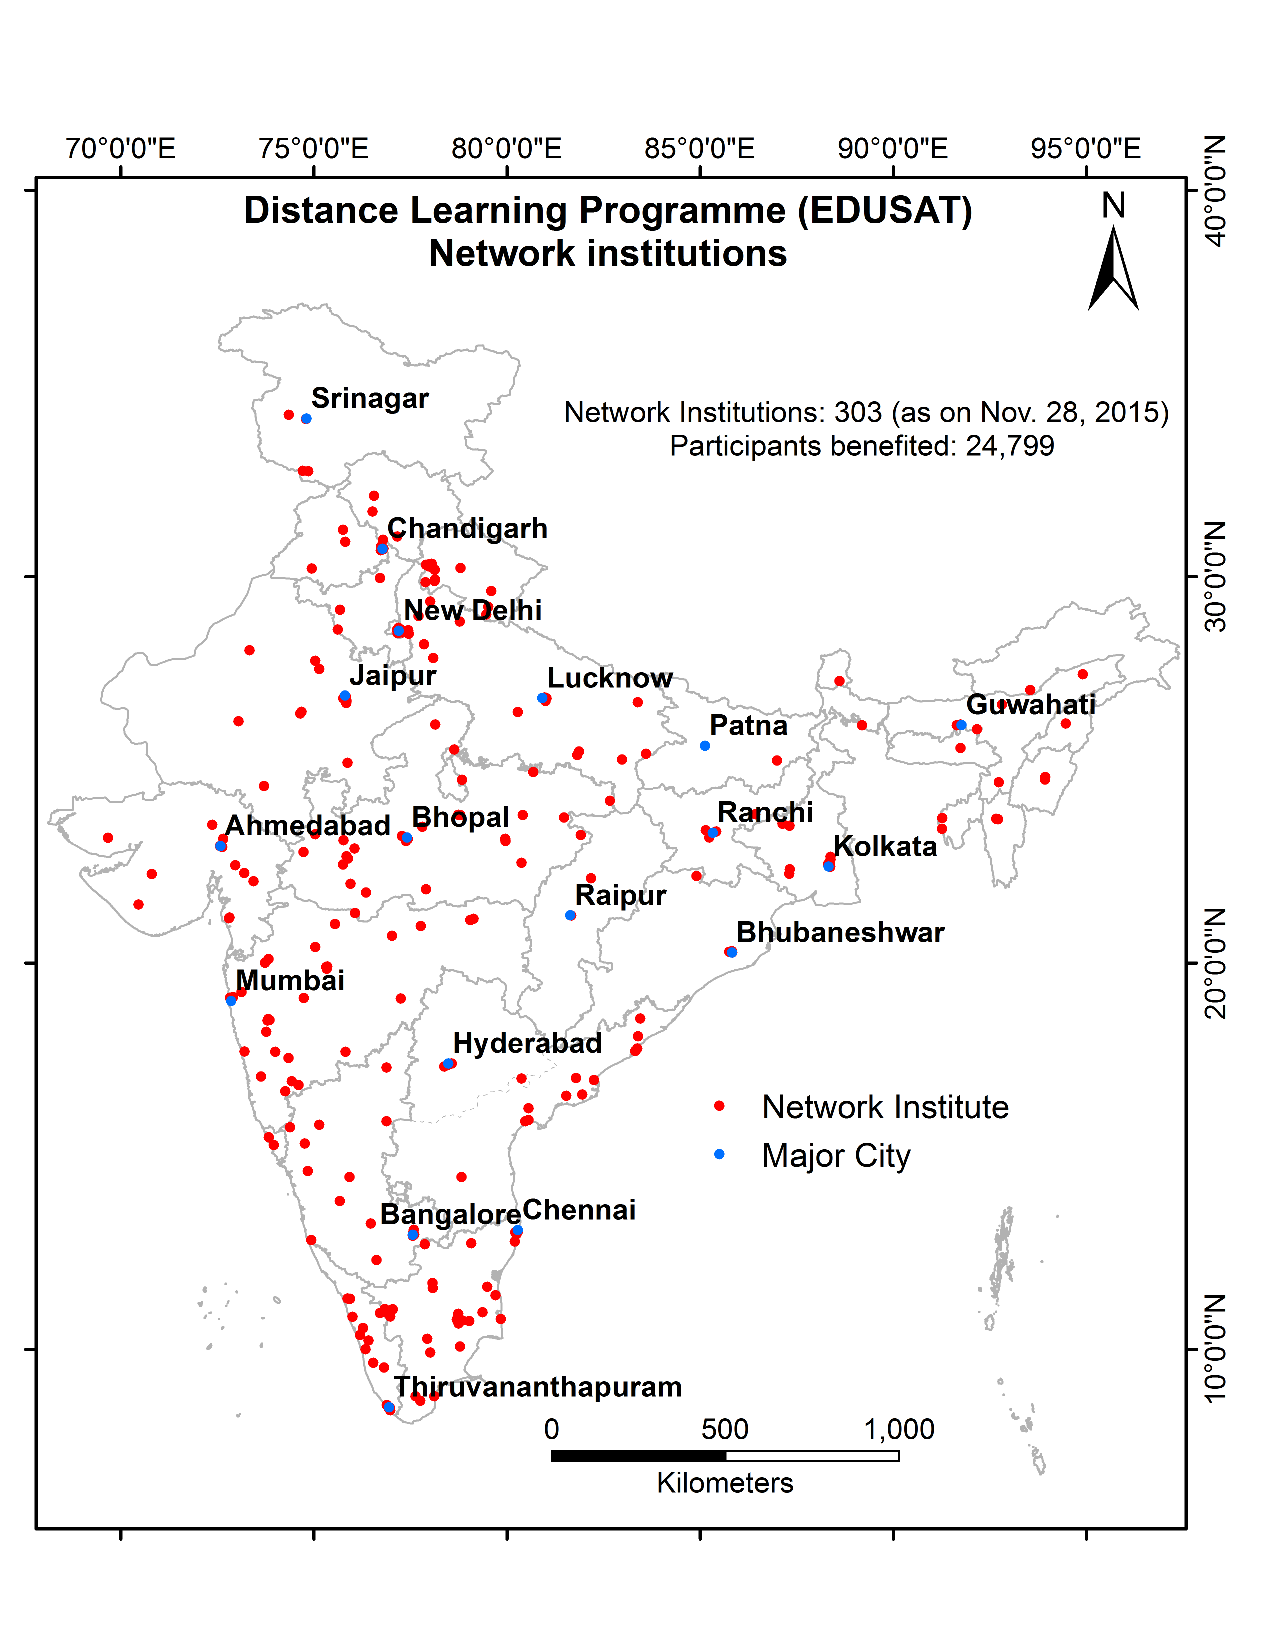 70°0'0"E 75°0'0"E 80°0'0"E 85°0'0"E 90°0'0"E 95°0'0"E
Distance Learning Programme (EDUSAT)
Network institutions
N
40°0'0"N
Srinagar
Network Institutions: 303 (as on Nov. 28, 2015)
Participants benefited: 24,799
Chandigarh
30°0'0"N
New Delhi
Jaipur
Lucknow
Guwahati
Patna
Ranchi
Bhopal
Ahmedabad
Kolkata
Raipur
Bhubaneshwar
20°0'0"N
Mumbai
Hyderabad
Network Institute
Major City
Bangalore
Chennai
10°0'0"N
Thiruvananthapuram
0 500 1,000
Kilometers